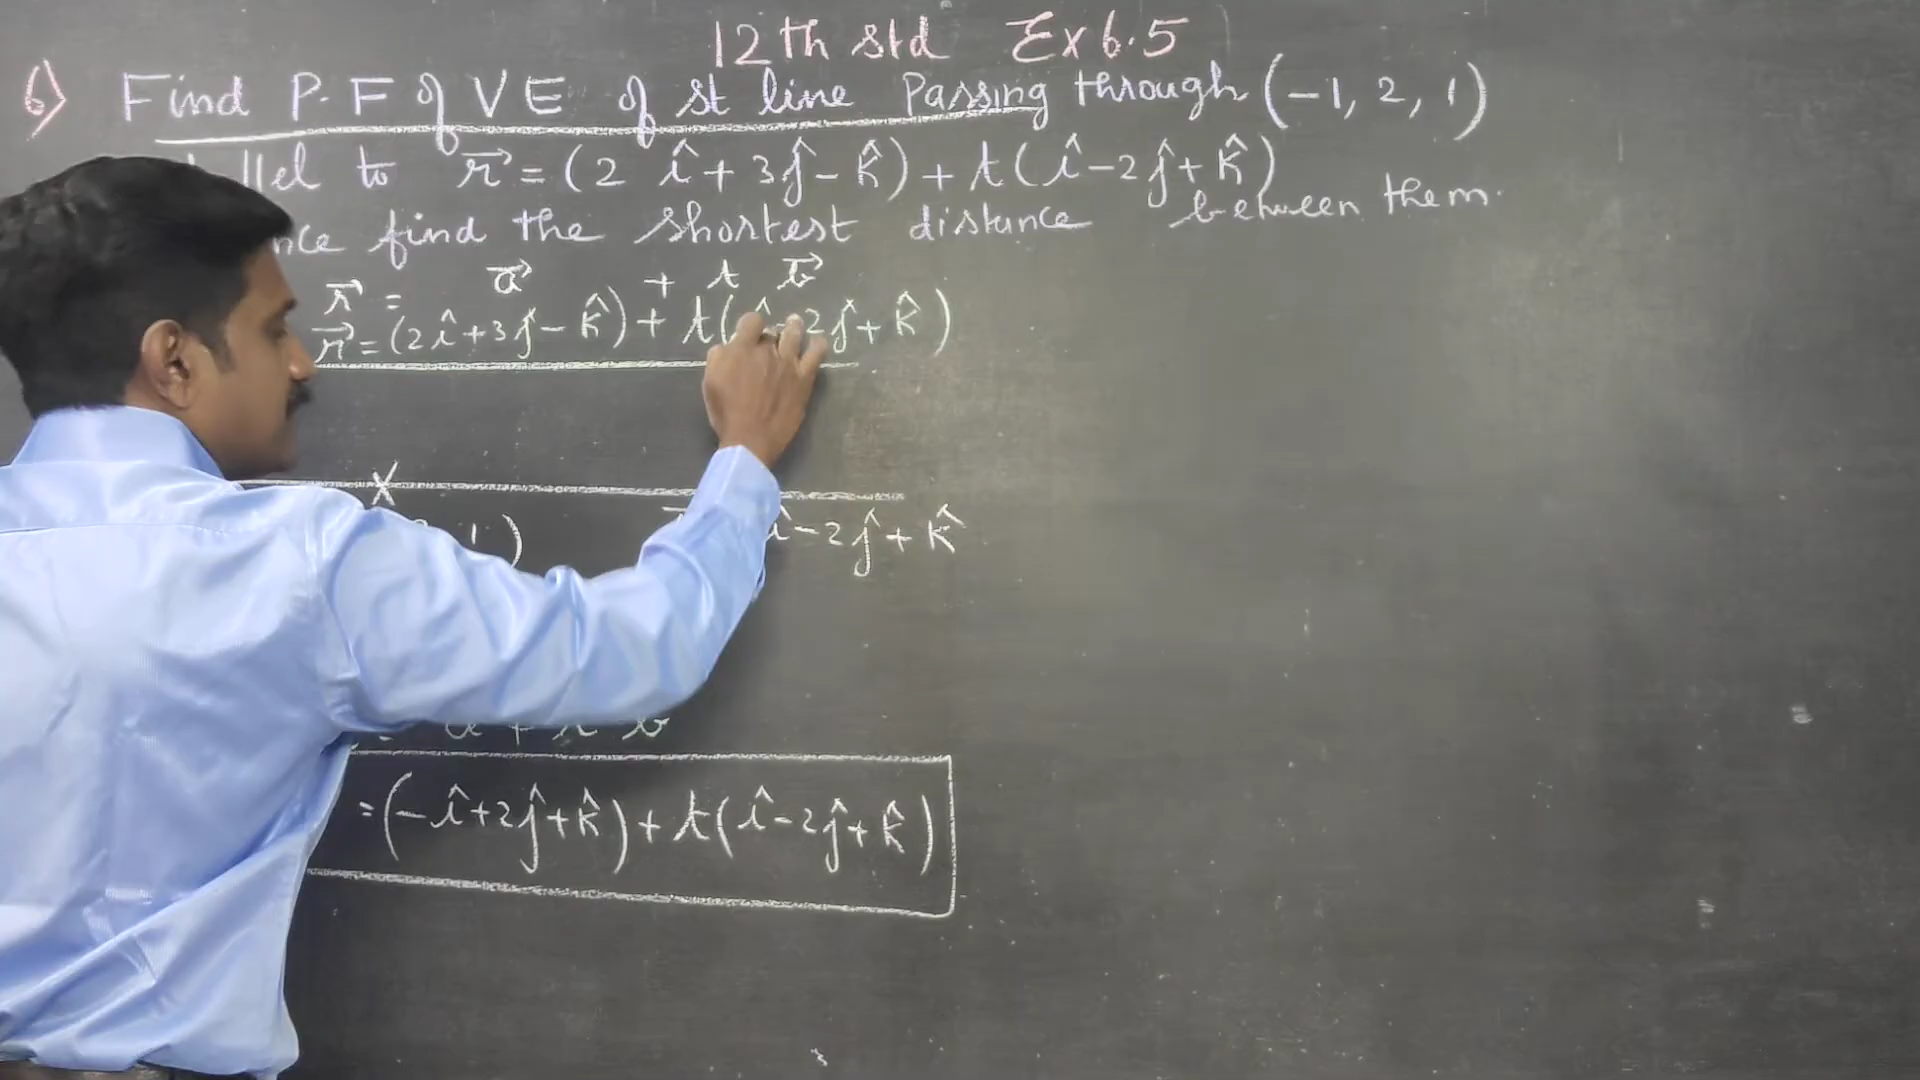 12th std Ex 6.5
6) Find P.F of VE of st line Passing through (-1, 2, 1)
llel to r⃗ = (2 î + 3ĵ - k̂) + t(î - 2ĵ + k̂)
nce find the shortest distance between them.
r⃗ = a⃗ + t b⃗
r⃗ = (2î + 3ĵ - k̂) + t( 2ĵ + k̂)
1) î - 2ĵ + k̂
= (-î + 2ĵ + k̂) + t(î - 2ĵ + k̂)